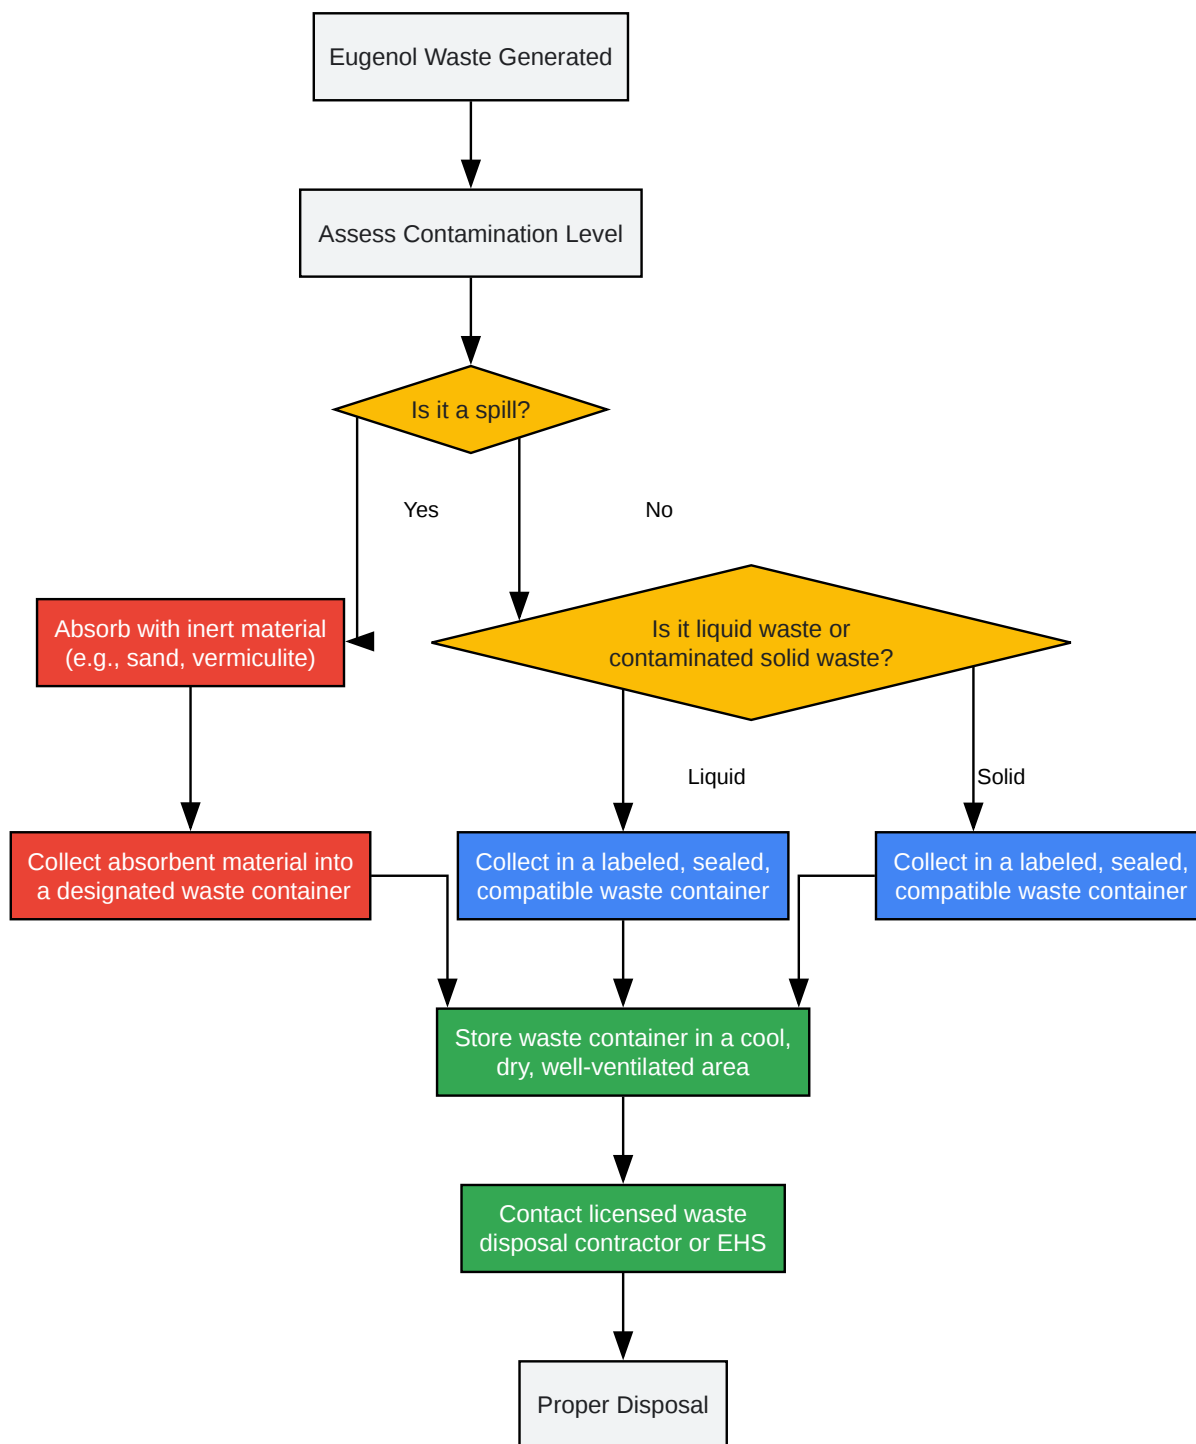 Eugenol Waste Generated
Assess Contamination Level
Is it a spill?
Yes
No
Absorb with inert material
(e.g., sand, vermiculite)
Is it liquid waste or
contaminated solid waste?
Liquid
Solid
Collect absorbent material into
a designated waste container
Collect in a labeled, sealed,
compatible waste container
Collect in a labeled, sealed,
compatible waste container
Store waste container in a cool,
dry, well-ventilated area
Contact licensed waste
disposal contractor or EHS
Proper Disposal